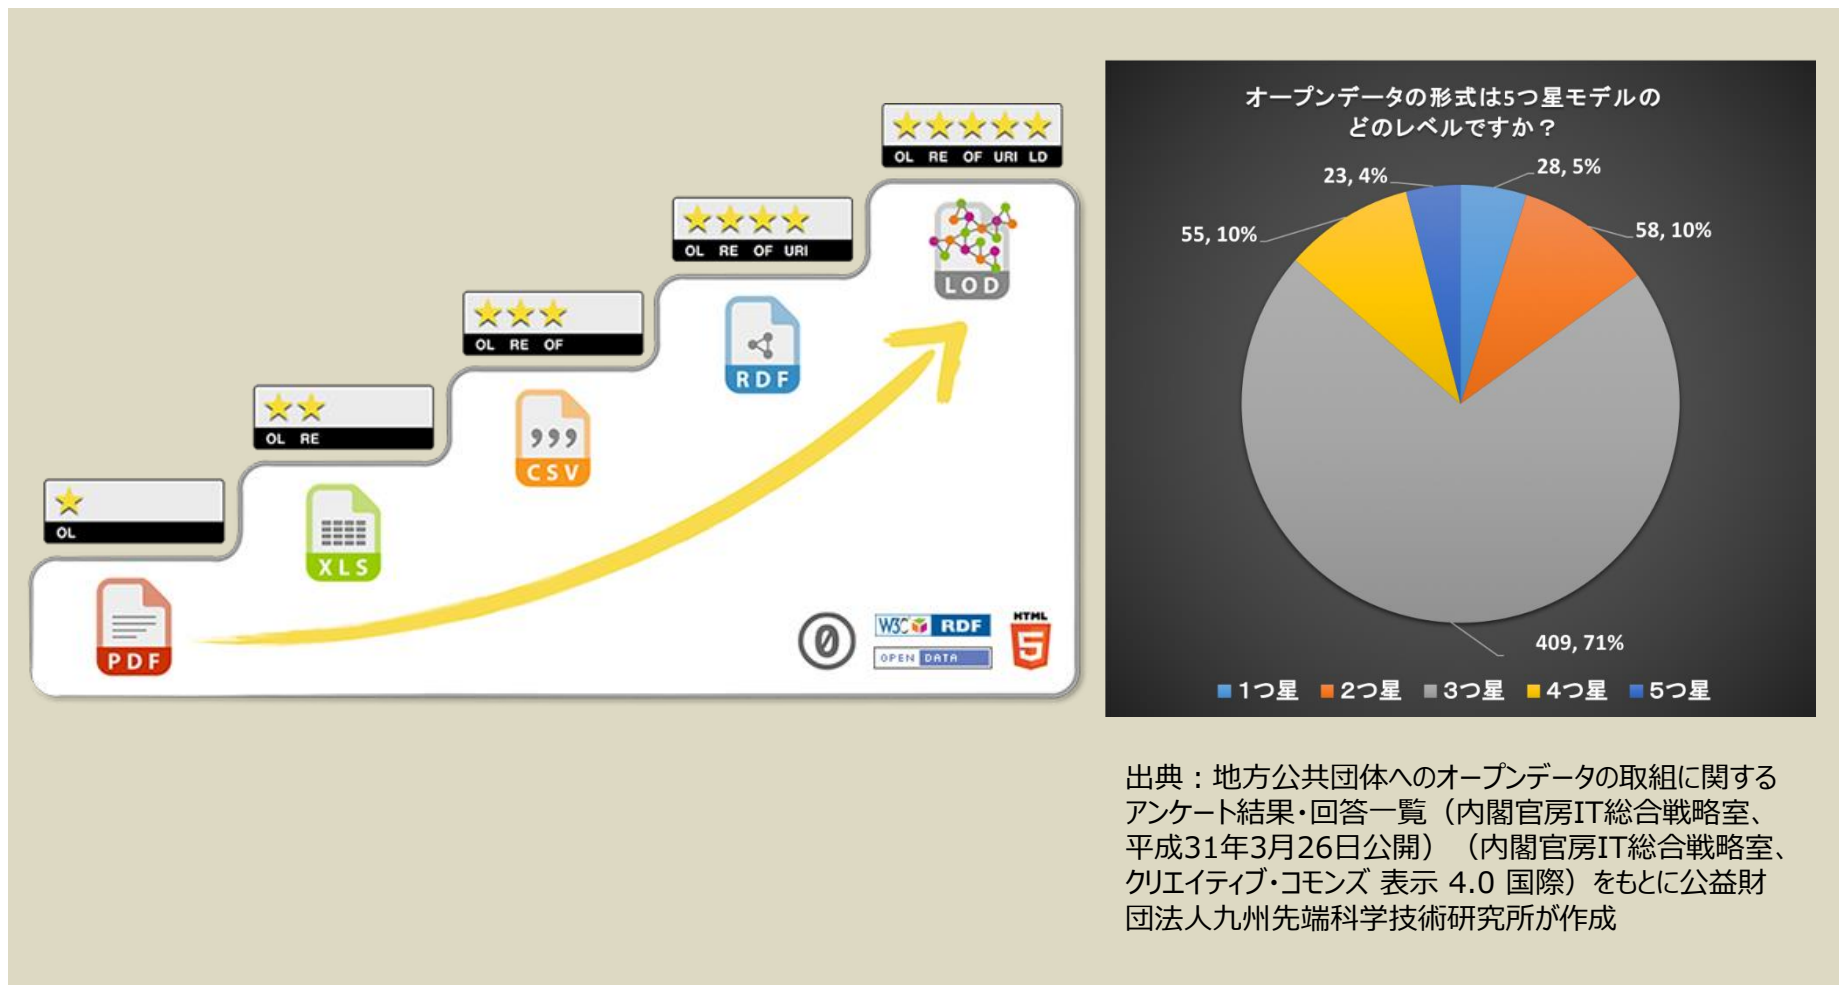 ★★★★★
OL RE OF URI LD
★★★★
OL RE OF URI
LOD
★★★
OL RE OF
RDF
★★
OL RE
CSV
★
OL
XLS
PDF
0
W3C RDF
OPEN DATA
HTML
5
オープンデータの形式は5つ星モデルの
どのレベルですか？
23, 4%
28, 5%
55, 10%
58, 10%
409, 71%
1つ星 2つ星 3つ星 4つ星 5つ星
出典：地方公共団体へのオープンデータの取組に関する
アンケート結果・回答一覧（内閣官房IT総合戦略室、
平成31年3月26日公開）（内閣官房IT総合戦略室、
クリエイティブ・コモンズ 表示 4.0 国際）をもとに公益財
団法人九州先端科学技術研究所が作成